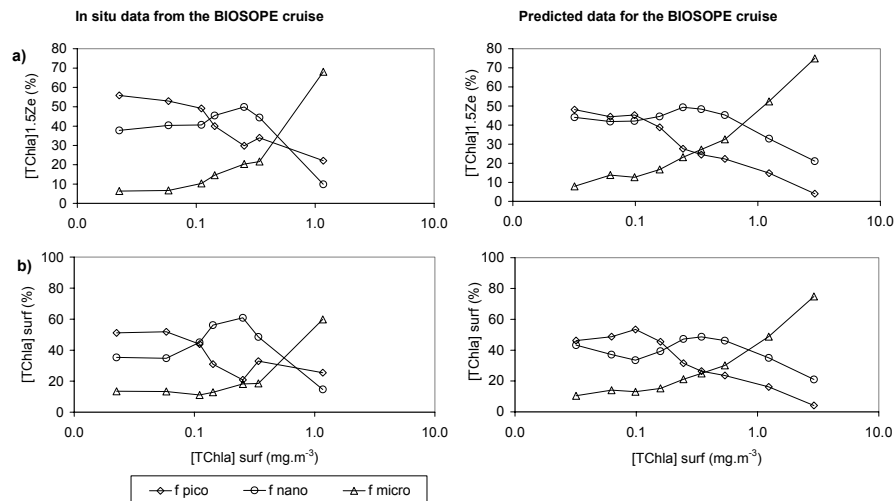 In situ data from the BIOSOPE cruise
Predicted data for the BIOSOPE cruise
a)
[TChla]1.5Ze (%)
80
70
60
50
40
30
20
10
0
0.0 0.1 1.0 10.0
[TChla]1.5Ze (%)
80
70
60
50
40
30
20
10
0
0.0 0.1 1.0 10.0
b)
[TChla] surf (%)
100
80
60
40
20
0
0.0 0.1 1.0 10.0
[TChla] surf (mg.m⁻³)
[TChla] surf (%)
100
80
60
40
20
0
0.0 0.1 1.0 10.0
[TChla] surf (mg.m⁻³)
f pico f nano f micro